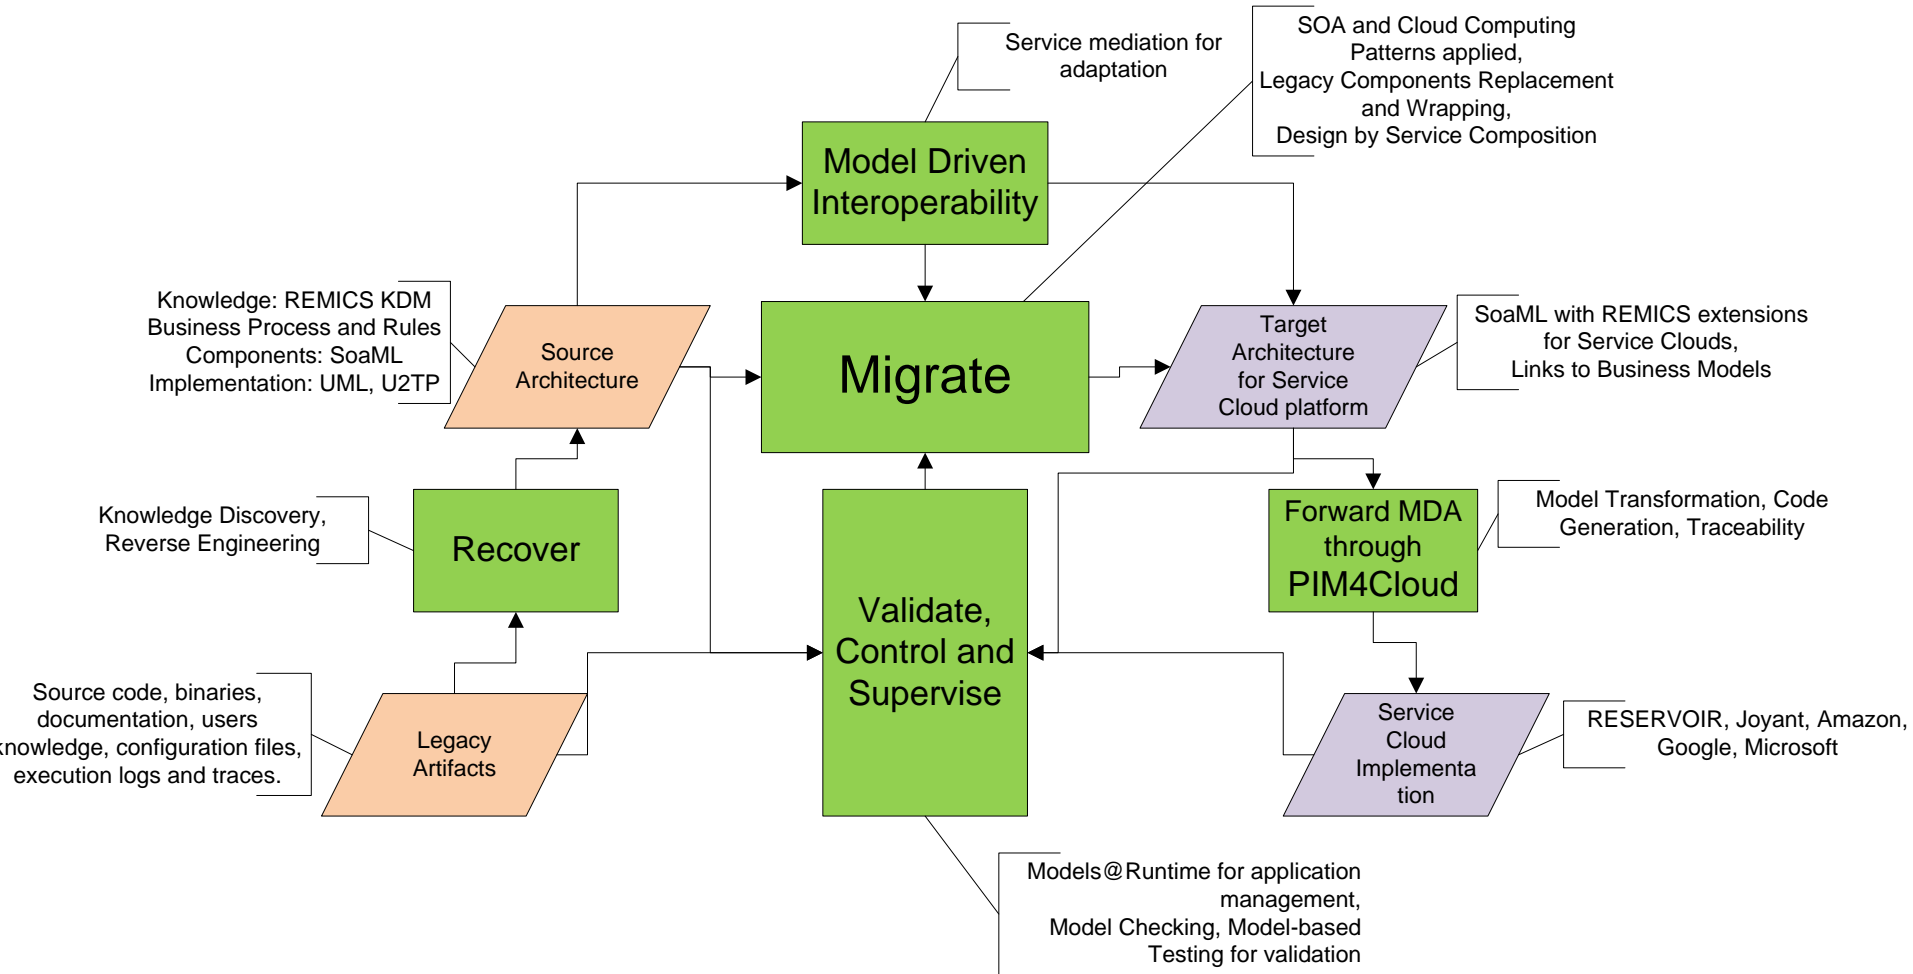 Service mediation for
adaptation
SOA and Cloud Computing
Patterns applied,
Legacy Components Replacement
and Wrapping,
Design by Service Composition
Model Driven
Interoperability
Knowledge: REMICS KDM
Business Process and Rules
Components: SoaML
Implementation: UML, U2TP
Source
Architecture
Migrate
Target
Architecture
for Service
Cloud platform
SoaML with REMICS extensions
for Service Clouds,
Links to Business Models
Knowledge Discovery,
Reverse Engineering
Recover
Validate,
Control and
Supervise
Forward MDA
through
PIM4Cloud
Model Transformation, Code
Generation, Traceability
Source code, binaries,
documentation, users
knowledge, configuration files,
execution logs and traces.
Legacy
Artifacts
Service
Cloud
Implementa
tion
RESERVOIR, Joyant, Amazon,
Google, Microsoft
Models@Runtime for application
management,
Model Checking, Model-based
Testing for validation